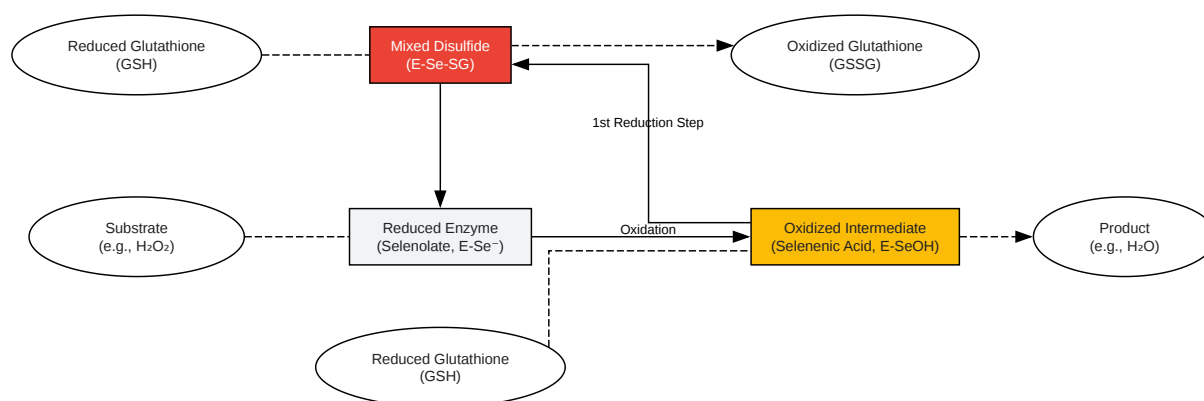 Reduced Glutathione
(GSH)
Mixed Disulfide
(E-Se-SG)
Oxidized Glutathione
(GSSG)
1st Reduction Step
Substrate
(e.g., H₂O₂)
Reduced Enzyme
(Selenolate, E-Se⁻)
Oxidation
Oxidized Intermediate
(Selenenic Acid, E-SeOH)
Product
(e.g., H₂O)
Reduced Glutathione
(GSH)